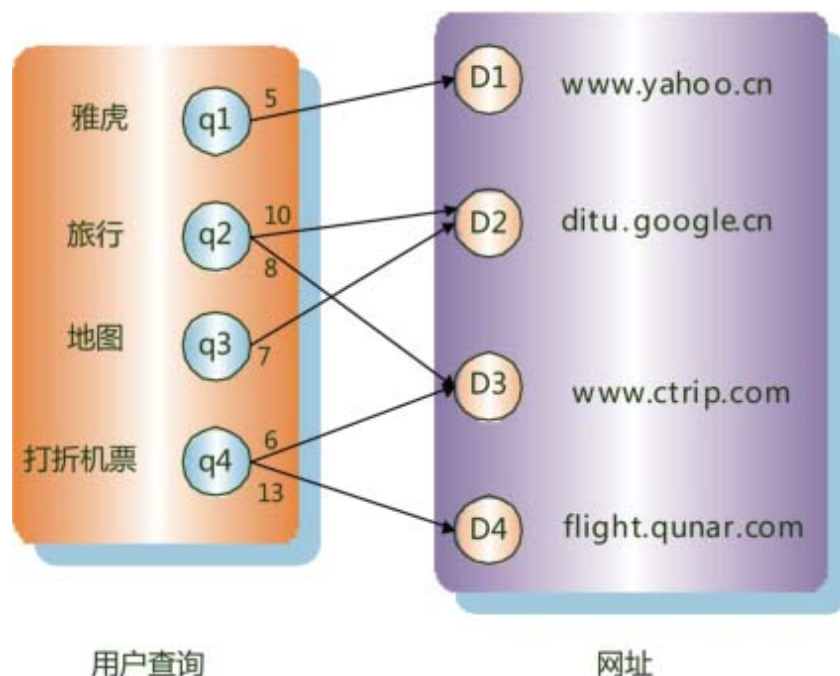 雅虎 q1 5 D1 www.yahoo.cn
旅行 q2 10 8 D2 ditu.google.cn
地图 q3 7 D3 www.ctrip.com
打折机票 q4 6 13 D4 flight.qunar.com
用户查询 网址